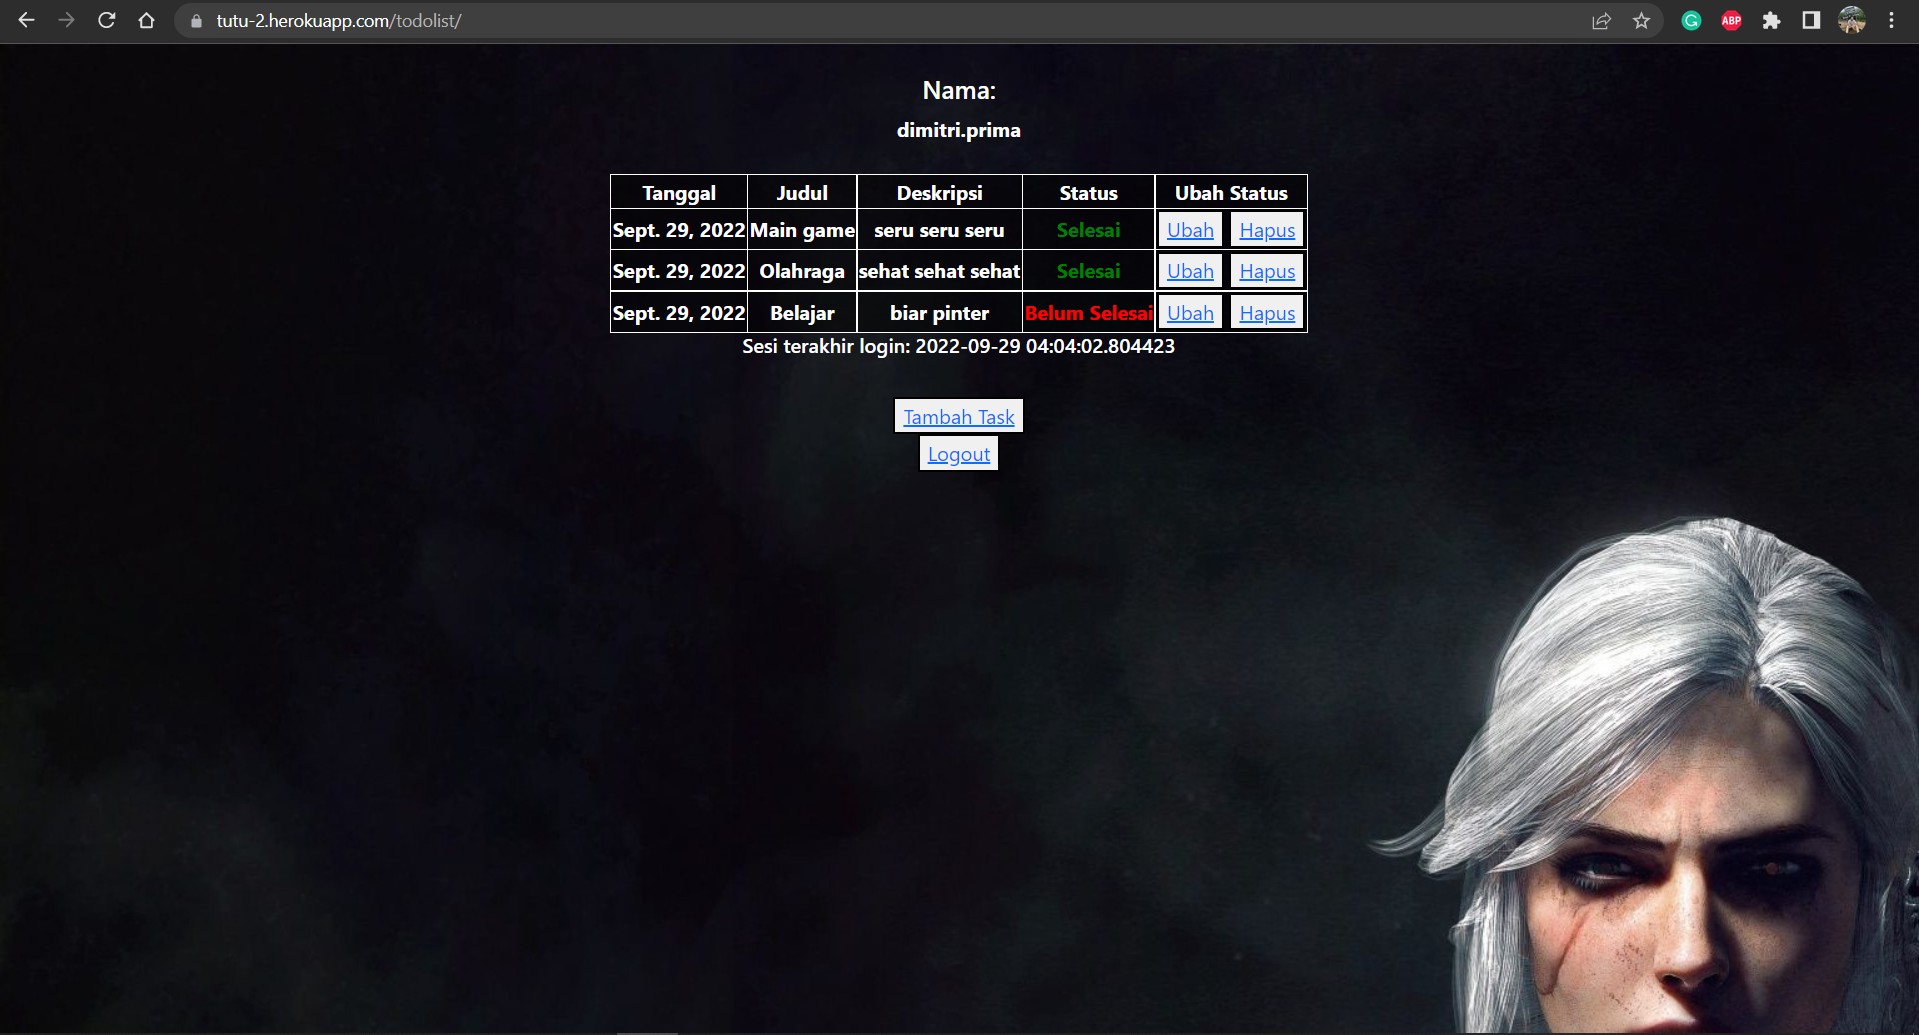 tutu-2.herokuapp.com/todolist/
ABP
Nama:
dimitri.prima
Tanggal Judul Deskripsi Status Ubah Status
Sept. 29, 2022 Main game seru seru seru Selesai Ubah Hapus
Sept. 29, 2022 Olahraga sehat sehat sehat Selesai Ubah Hapus
Sept. 29, 2022 Belajar biar pinter Belum Selesai Ubah Hapus
Sesi terakhir login: 2022-09-29 04:04:02.804423
Tambah Task
Logout